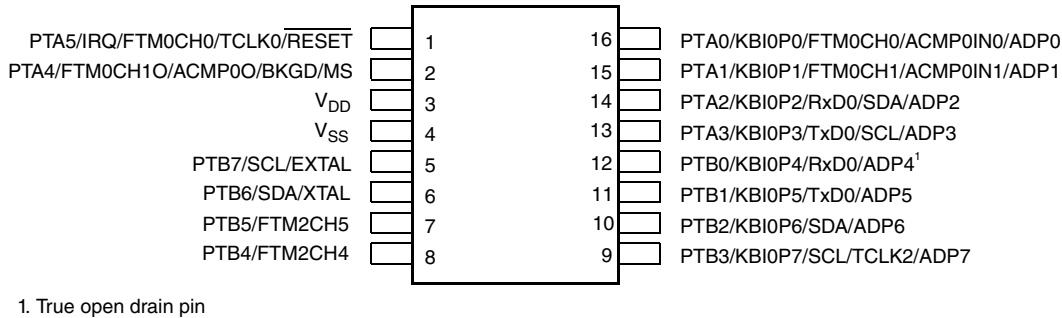 PTA5/IRQ/FTM0CH0/TCLK0/RESET 1 16 PTA0/KBI0P0/FTM0CH0/ACMP0IN0/ADP0
PTA4/FTM0CH1O/ACMP0O/BKGD/MS 2 15 PTA1/KBI0P1/FTM0CH1/ACMP0IN1/ADP1
VDD 3 14 PTA2/KBI0P2/RxD0/SDA/ADP2
VSS 4 13 PTA3/KBI0P3/TxD0/SCL/ADP3
PTB7/SCL/EXTAL 5 12 PTB0/KBI0P4/RxD0/ADP4¹
PTB6/SDA/XTAL 6 11 PTB1/KBI0P5/TxD0/ADP5
PTB5/FTM2CH5 7 10 PTB2/KBI0P6/SDA/ADP6
PTB4/FTM2CH4 8 9 PTB3/KBI0P7/SCL/TCLK2/ADP7
1. True open drain pin